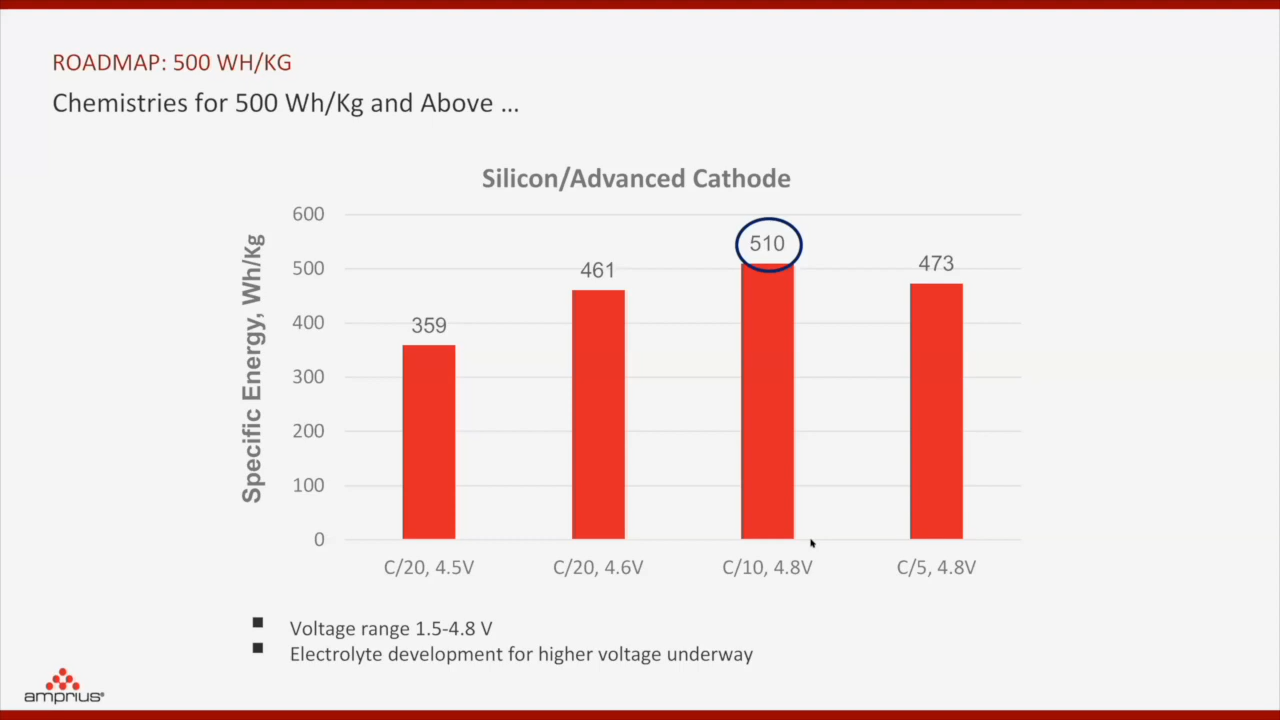 ROADMAP: 500 WH/KG
Chemistries for 500 Wh/Kg and Above ...
Silicon/Advanced Cathode
Specific Energy, Wh/Kg
600
500
400
300
200
100
0
359
461
510
473
C/20, 4.5V
C/20, 4.6V
C/10, 4.8V
C/5, 4.8V
Voltage range 1.5-4.8 V
Electrolyte development for higher voltage underway
amprius®